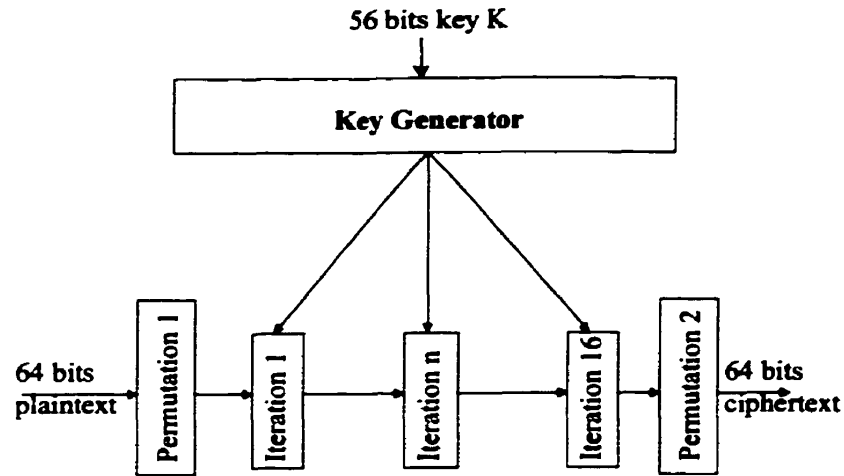 56 bits key K
Key Generator
64 bits
plaintext
Permutation 1
Iteration 1
Iteration n
Iteration 16
Permutation 2
64 bits
ciphertext